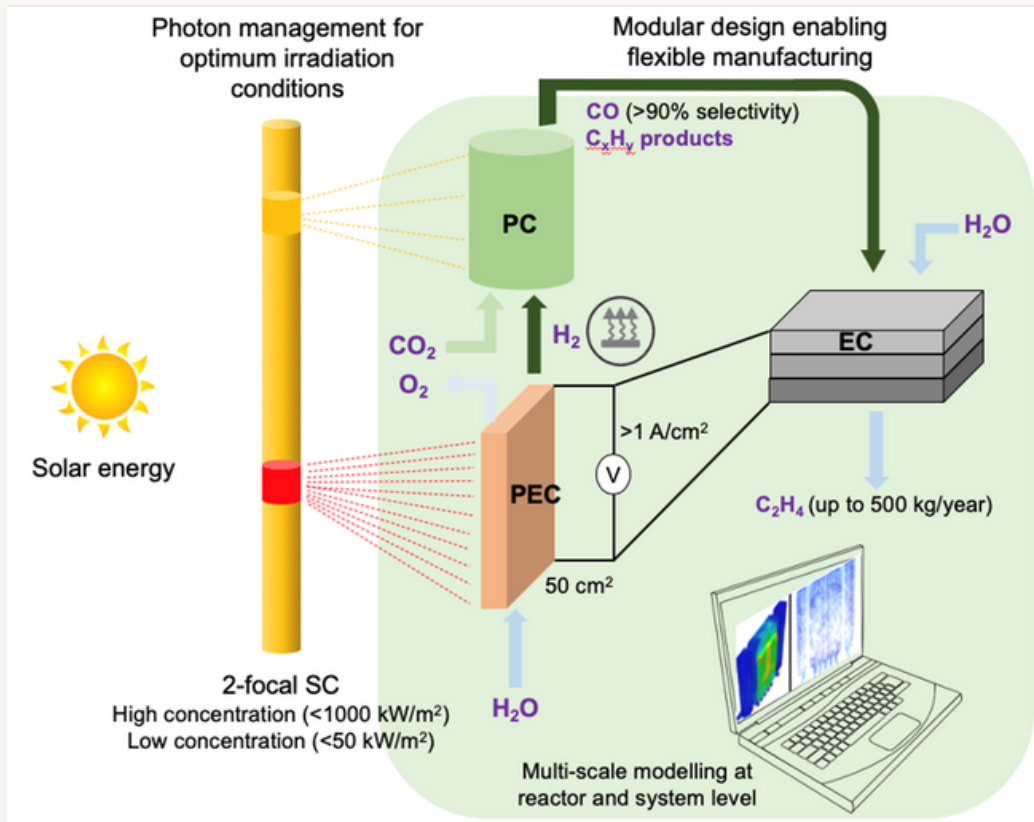 Photon management for
optimum irradiation
conditions
Modular design enabling
flexible manufacturing
CO (>90% selectivity)
CₓHᵧ products
PC
H₂O
CO₂
H₂
O₂
EC
>1 A/cm²
V
Solar energy
PEC
C₂H₄ (up to 500 kg/year)
50 cm²
2-focal SC
High concentration (<1000 kW/m²)
Low concentration (<50 kW/m²)
H₂O
Multi-scale modelling at
reactor and system level